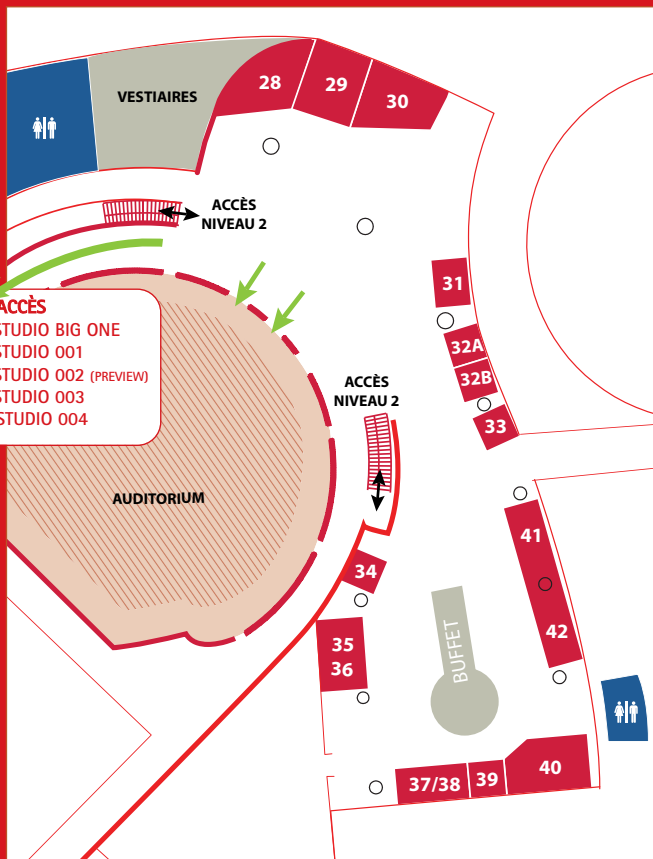 28
29
30
VESTIAIRES
ACCÈS
NIVEAU 2
31
ACCÈS
STUDIO BIG ONE
STUDIO 001
STUDIO 002 (PREVIEW)
STUDIO 003
STUDIO 004
32A
32B
ACCÈS
NIVEAU 2
33
AUDITORIUM
41
34
42
35
36
BUFFET
37/38
39
40